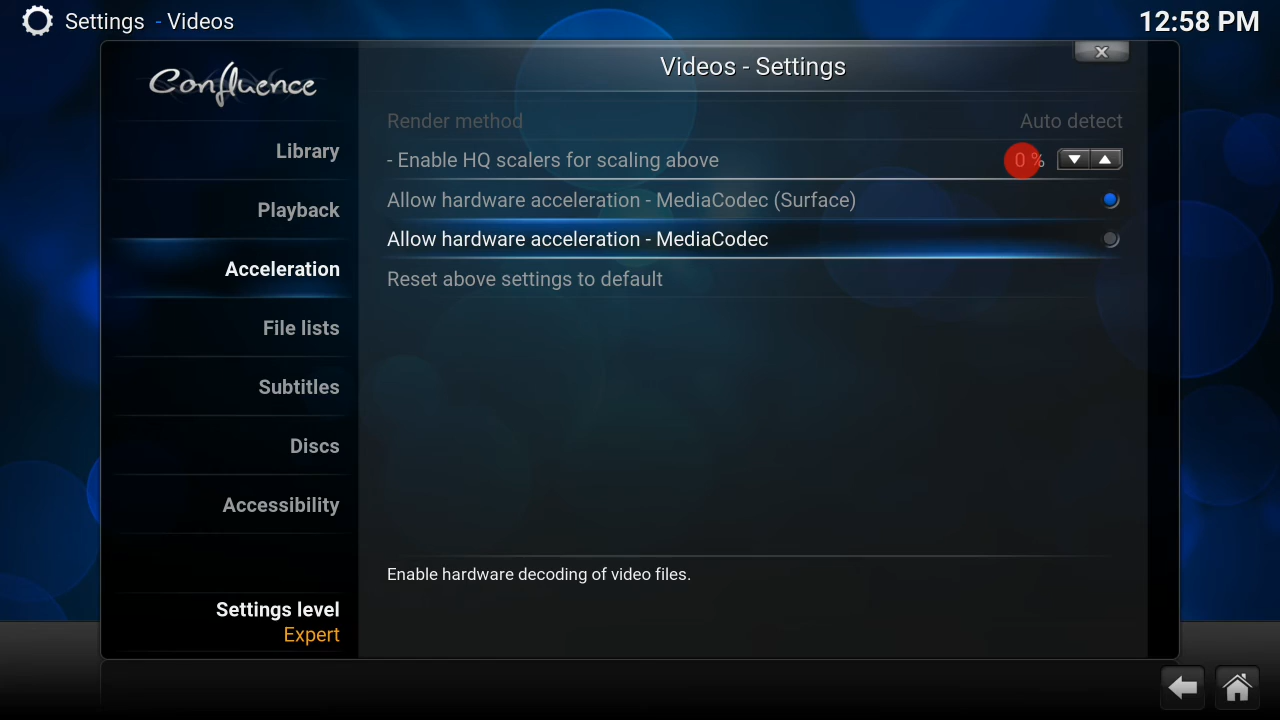 Settings - Videos
12:58 PM
Confluence
Videos - Settings
Library
Playback
Acceleration
File lists
Subtitles
Discs
Accessibility
Settings level
Expert
Render method Auto detect
- Enable HQ scalers for scaling above 0 %
Allow hardware acceleration - MediaCodec (Surface)
Allow hardware acceleration - MediaCodec
Reset above settings to default
Enable hardware decoding of video files.